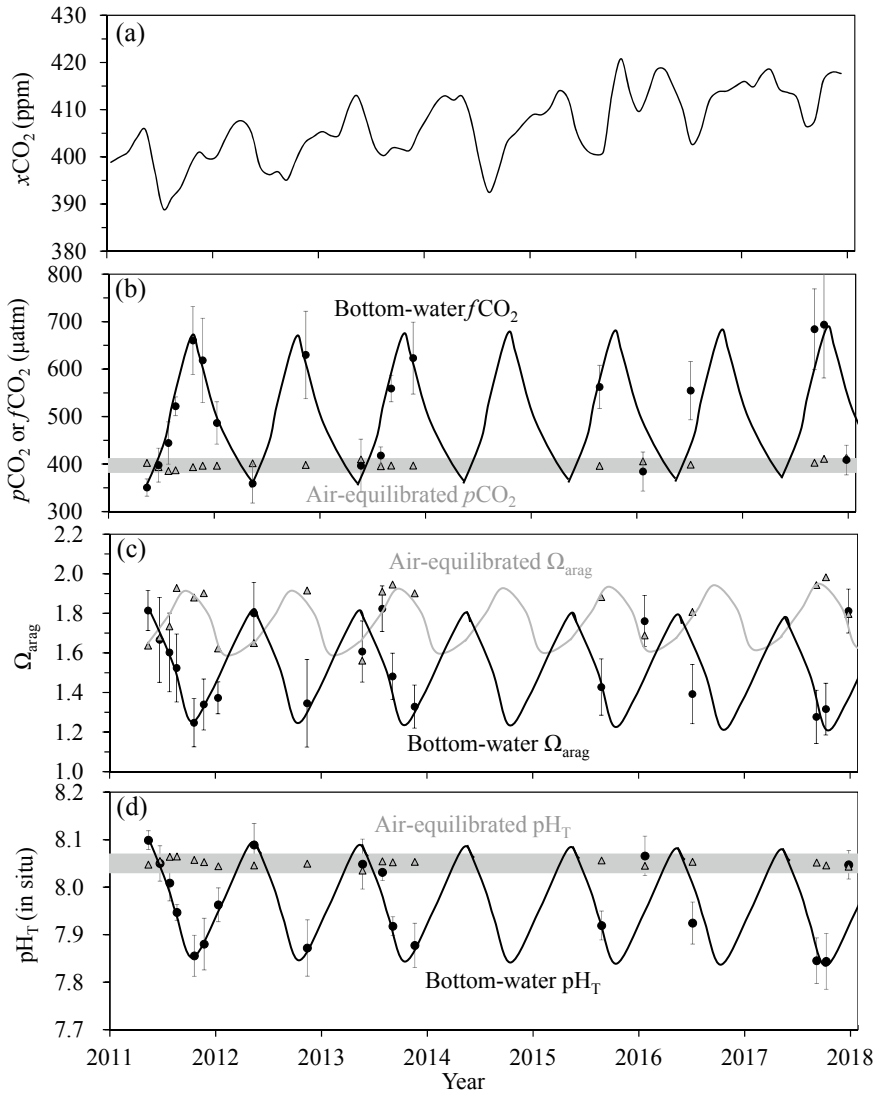 (a)
430
420
410
400
390
380
xCO₂ (ppm)
(b)
Bottom-water fCO₂
800
700
600
500
400
300
pCO₂ or fCO₂ (μatm)
Air-equilibrated pCO₂
(c)
Air-equilibrated Ωarag
2.2
2.0
1.8
1.6
1.4
1.2
1.0
Ωarag
Bottom-water Ωarag
(d)
Air-equilibrated pHT
8.2
8.1
8.0
7.9
7.8
7.7
pHT (in situ)
Bottom-water pHT
2011 2012 2013 2014 2015 2016 2017 2018
Year